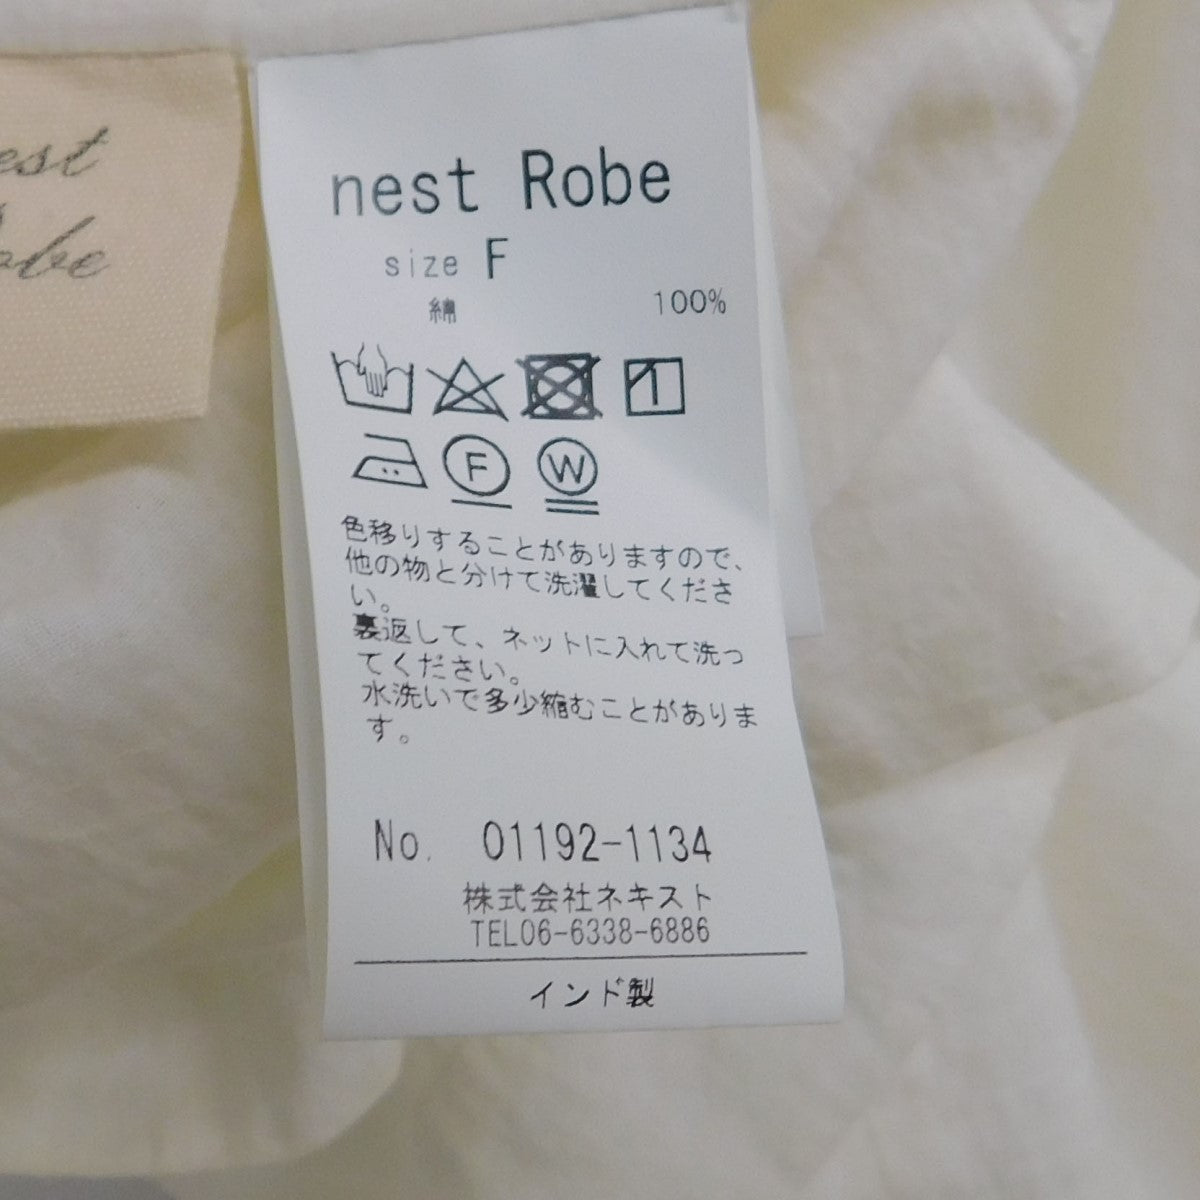 est
obe
nest Robe
size F
綿 100%
F W
色移りすることがありますので、
他の物と分けて洗濯してくださ
い。
裏返して、ネットに入れて洗っ
てください。
水洗いで多少縮むことがありま
す。
No. 01192-1134
株式会社ネキスト
TEL06-6338-6886
インド製